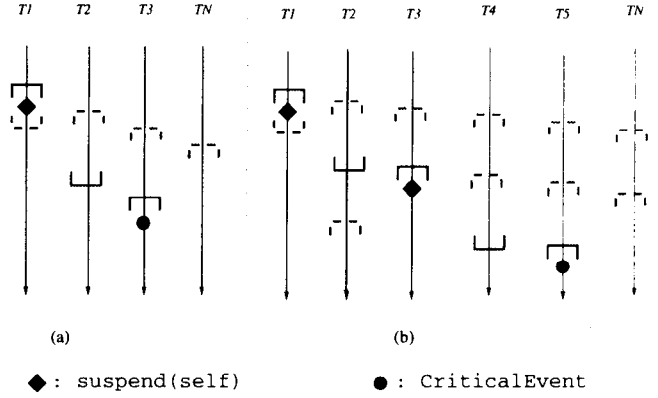 T1 T2 T3 TN T1 T2 T3 T4 T5 TN
(a) (b)
: suspend(self) : CriticalEvent